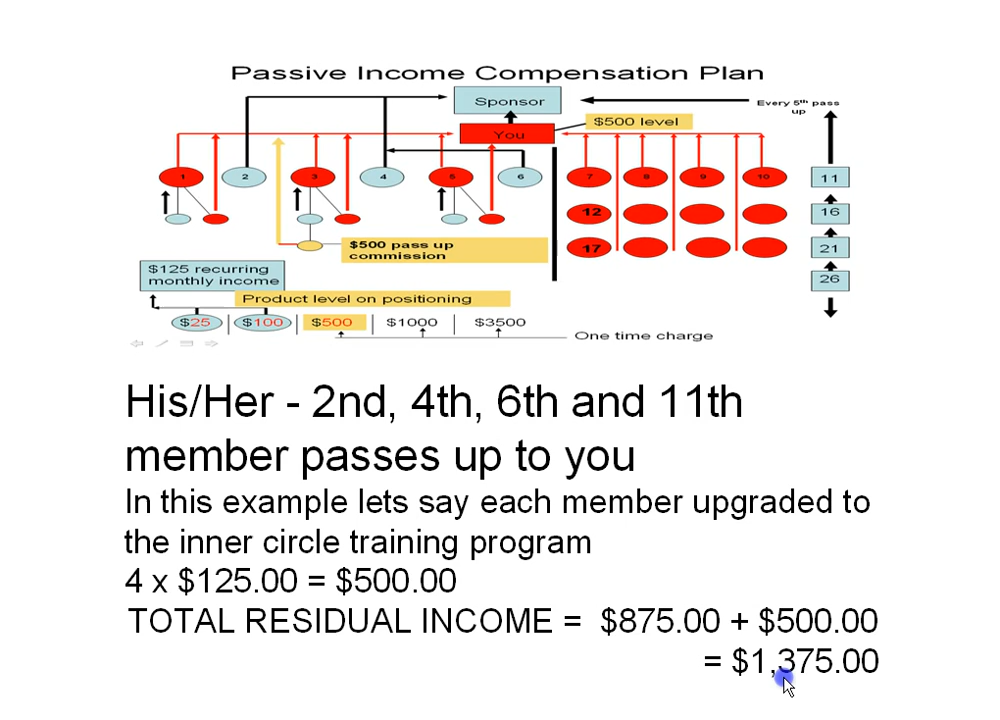 Passive Income Compensation Plan
Sponsor
Every 5th pass
up
$500 level
You
1 2 3 4 5 6 7 8 9 10 11
12 16
17 21
$500 pass up
commission
26
$125 recurring
monthly income
Product level on positioning
$25 $100 $500 $1000 $3500
One time charge
His/Her - 2nd, 4th, 6th and 11th
member passes up to you
In this example lets say each member upgraded to
the inner circle training program
4 x $125.00 = $500.00
TOTAL RESIDUAL INCOME = $875.00 + $500.00
= $1,375.00